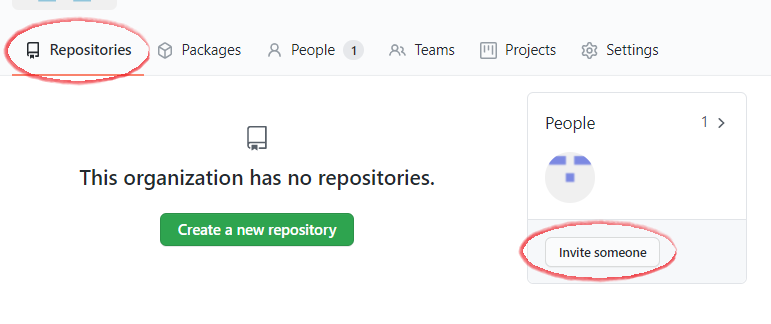 Repositories Packages People 1 Teams Projects Settings
This organization has no repositories.
Create a new repository
People 1
Invite someone